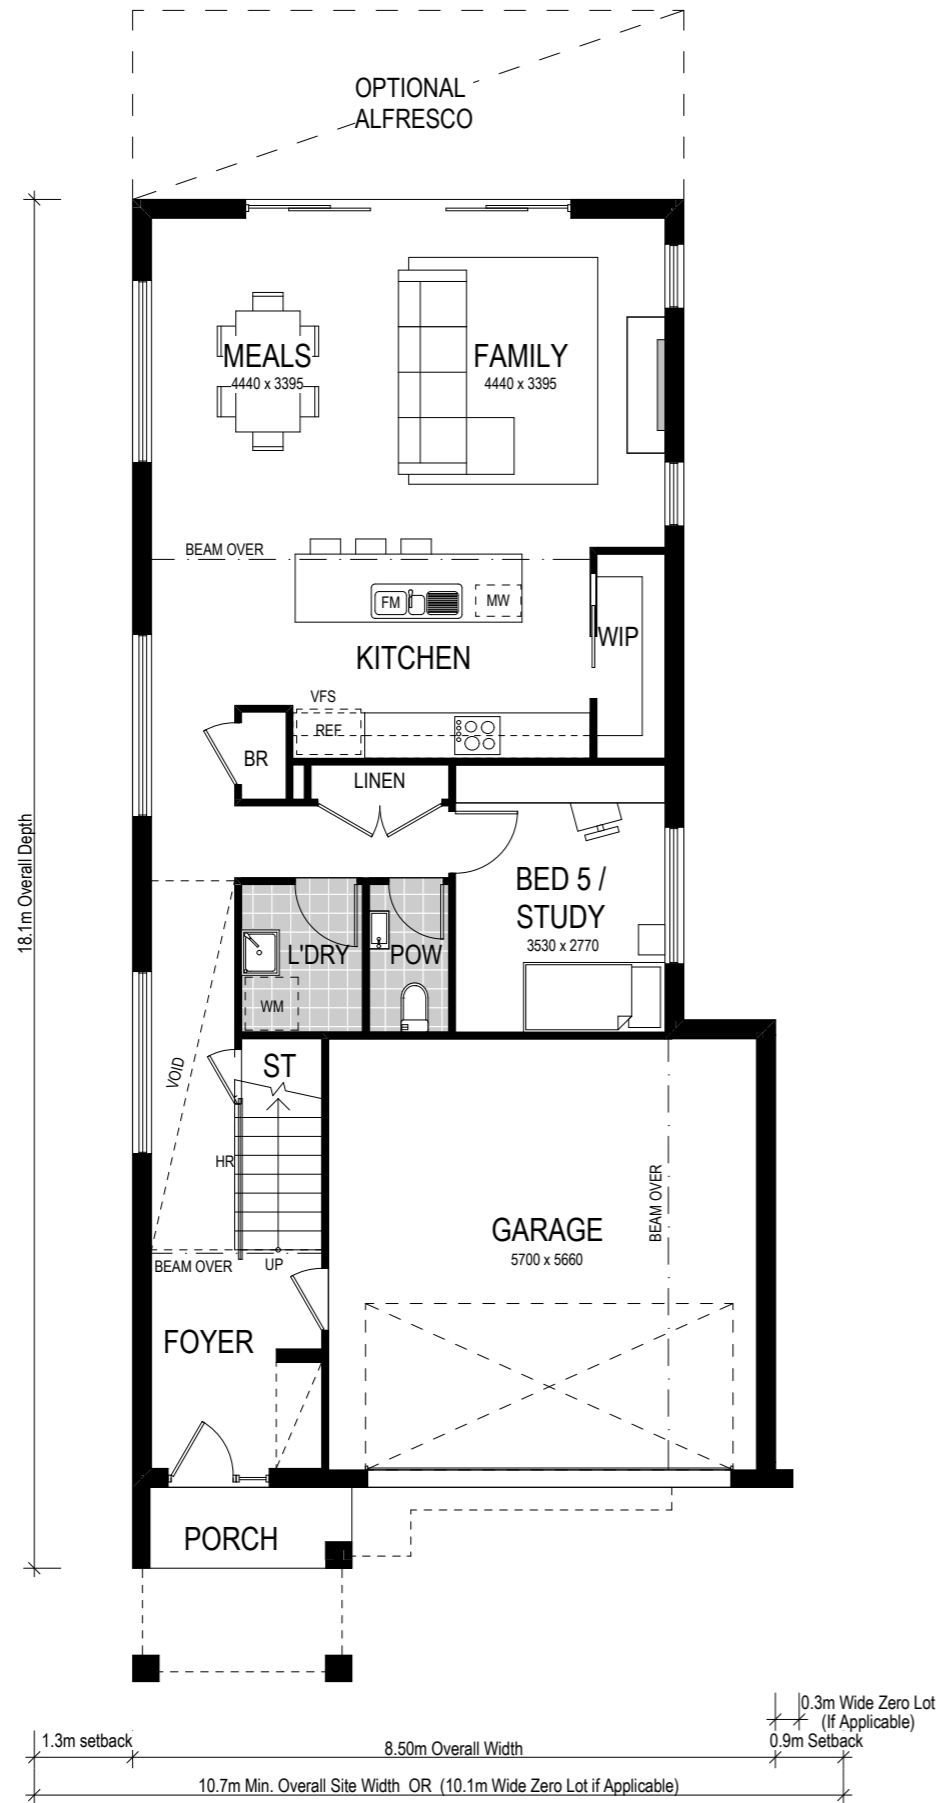 OPTIONAL
ALFRESCO
MEALS
4440 x 3395
FAMILY
4440 x 3395
BEAM OVER
FM
MW
WIP
KITCHEN
VFS
REF
BR
LINEN
18.1m Overall Depth
BED 5 /
STUDY
3530 x 2770
L'DRY
POW
WM
ST
VOID
HR
BEAM OVER
GARAGE
5700 x 5660
BEAM OVER
UP
FOYER
PORCH
0.3m Wide Zero Lot
(If Applicable)
1.3m setback
8.50m Overall Width
0.9m Setback
10.7m Min. Overall Site Width OR (10.1m Wide Zero Lot if Applicable)